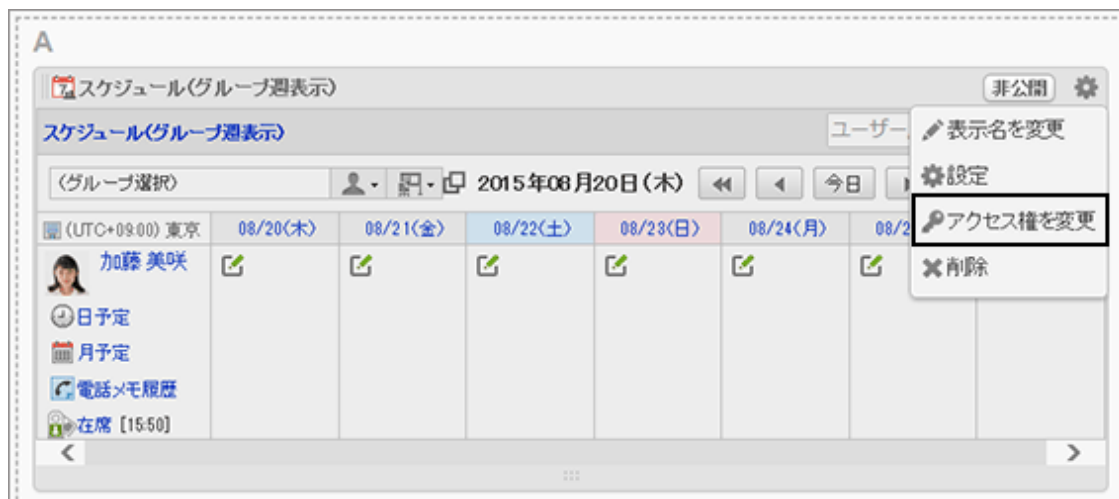 A
スケジュール(グループ週表示)
非公開
スケジュール(グループ週表示)
ユーザー
表示名を変更
設定
アクセス権を変更
削除
(グループ選択)
2015年08月20日(木)
今日
(UTC+09:00) 東京
08/20(木)
08/21(金)
08/22(土)
08/23(日)
08/24(月)
08/2
加藤 美咲
日予定
月予定
電話メモ履歴
在席 [15:50]